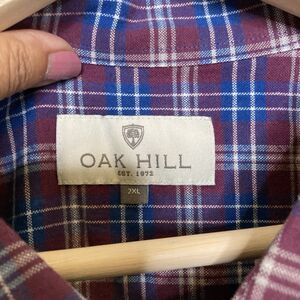 OAK HILL
EST. 1972
2XL